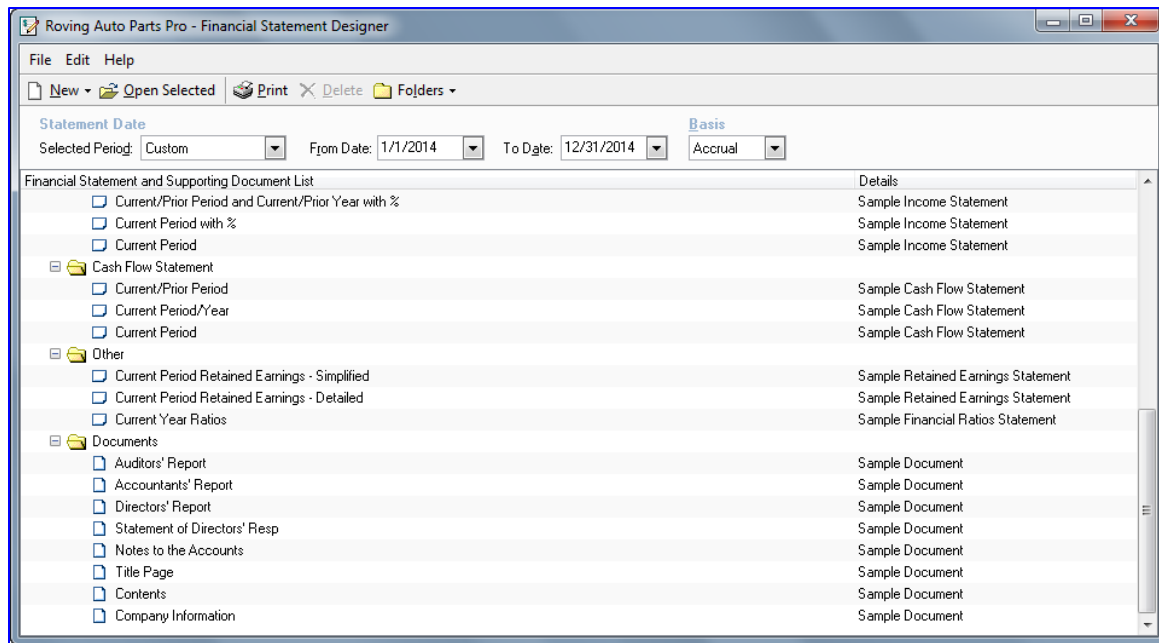 Roving Auto Parts Pro - Financial Statement Designer
File Edit Help
New Open Selected Print Delete Folders
Statement Date Basis
Selected Period: Custom From Date: 1/1/2014 To Date: 12/31/2014 Accrual
Financial Statement and Supporting Document List Details
Current/Prior Period and Current/Prior Year with % Sample Income Statement
Current Period with % Sample Income Statement
Current Period Sample Income Statement
Cash Flow Statement
Current/Prior Period Sample Cash Flow Statement
Current Period/Year Sample Cash Flow Statement
Current Period Sample Cash Flow Statement
Other
Current Period Retained Earnings - Simplified Sample Retained Earnings Statement
Current Period Retained Earnings - Detailed Sample Retained Earnings Statement
Current Year Ratios Sample Financial Ratios Statement
Documents
Auditors' Report Sample Document
Accountants' Report Sample Document
Directors' Report Sample Document
Statement of Directors' Resp Sample Document
Notes to the Accounts Sample Document
Title Page Sample Document
Contents Sample Document
Company Information Sample Document